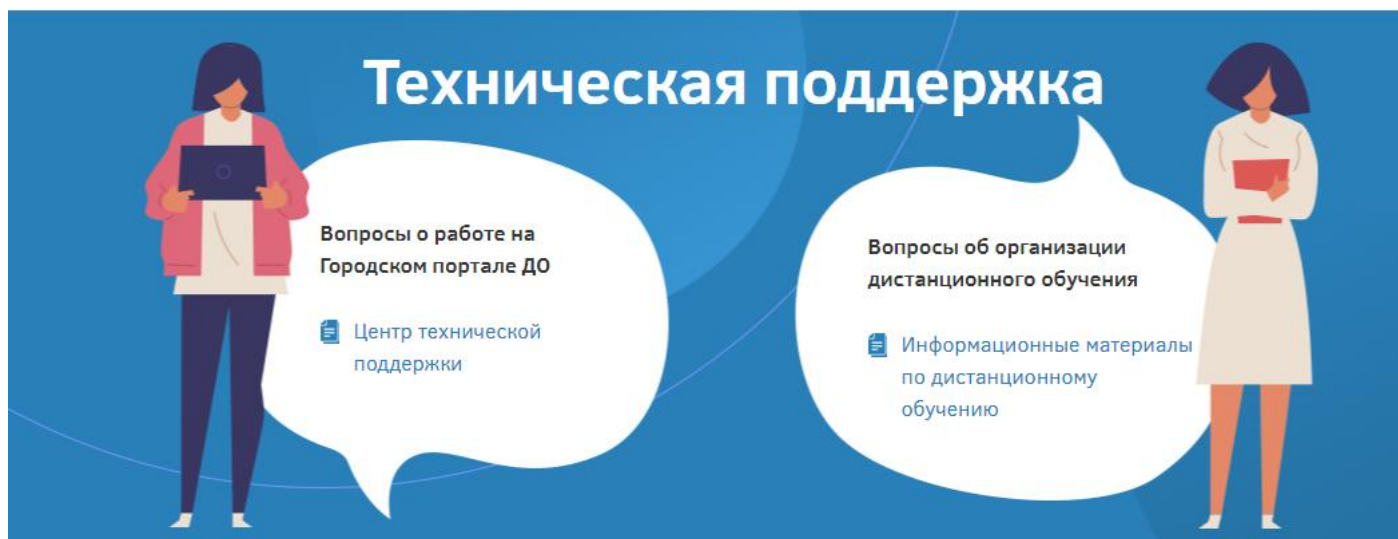 Техническая поддержка
Вопросы о работе на
Городском портале ДО
Центр технической
поддержки
Вопросы об организации
дистанционного обучения
Информационные материалы
по дистанционному
обучению